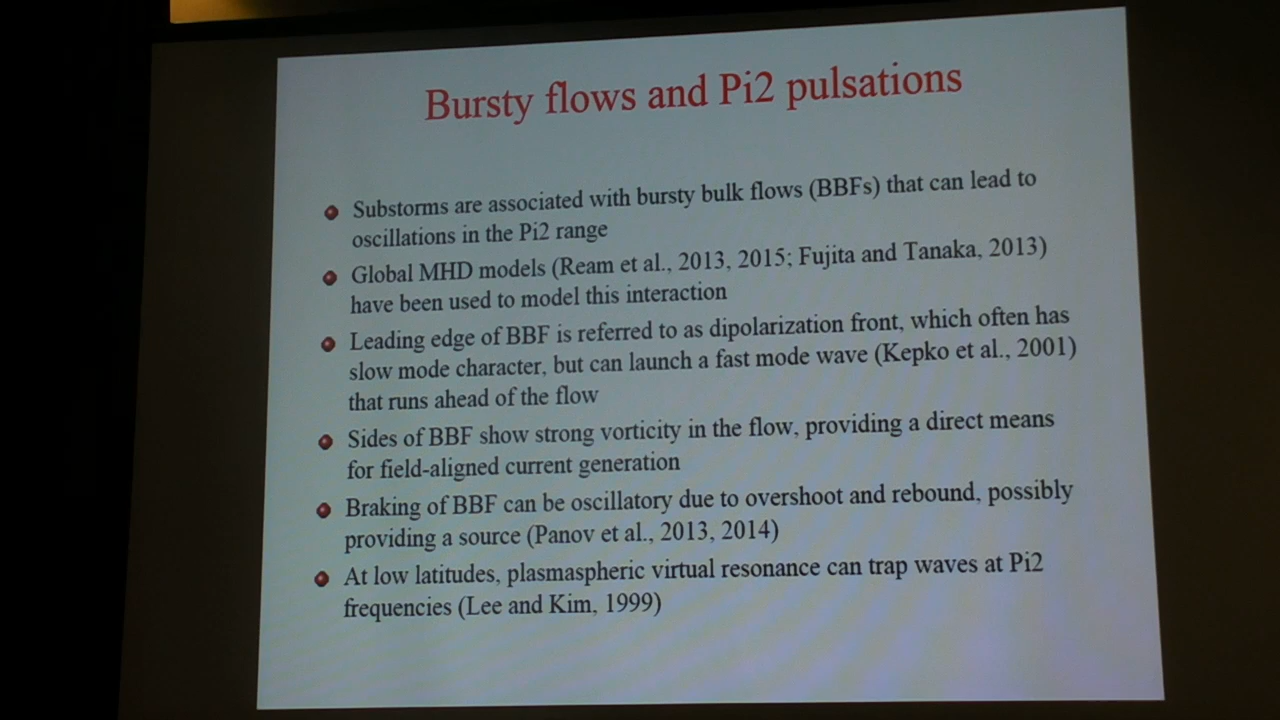 Bursty flows and Pi2 pulsations
Substorms are associated with bursty bulk flows (BBFs) that can lead to
oscillations in the Pi2 range
Global MHD models (Ream et al., 2013, 2015; Fujita and Tanaka, 2013)
have been used to model this interaction
Leading edge of BBF is referred to as dipolarization front, which often has
slow mode character, but can launch a fast mode wave (Kepko et al., 2001)
that runs ahead of the flow
Sides of BBF show strong vorticity in the flow, providing a direct means
for field-aligned current generation
Braking of BBF can be oscillatory due to overshoot and rebound, possibly
providing a source (Panov et al., 2013, 2014)
At low latitudes, plasmaspheric virtual resonance can trap waves at Pi2
frequencies (Lee and Kim, 1999)